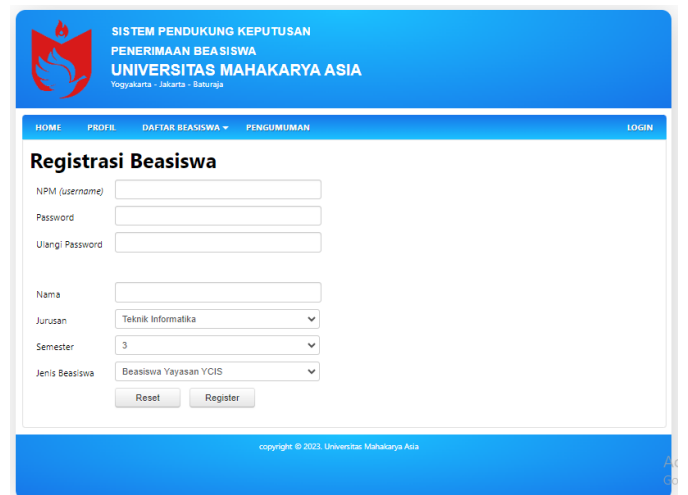 SISTEM PENDUKUNG KEPUTUSAN
PENERIMAAN BEASISWA
UNIVERSITAS MAHAKARYA ASIA
Yogyakarta - Jakarta - Baturaja
HOME PROFIL DAFTAR BEASISWA PENGUMUMAN LOGIN
Registrasi Beasiswa
NPM (username)
Password
Ulangi Password
Nama
Jurusan Teknik Informatika
Semester 3
Jenis Beasiswa Beasiswa Yayasan YCIS
Reset Register
copyright © 2023. Universitas Mahakarya Asia